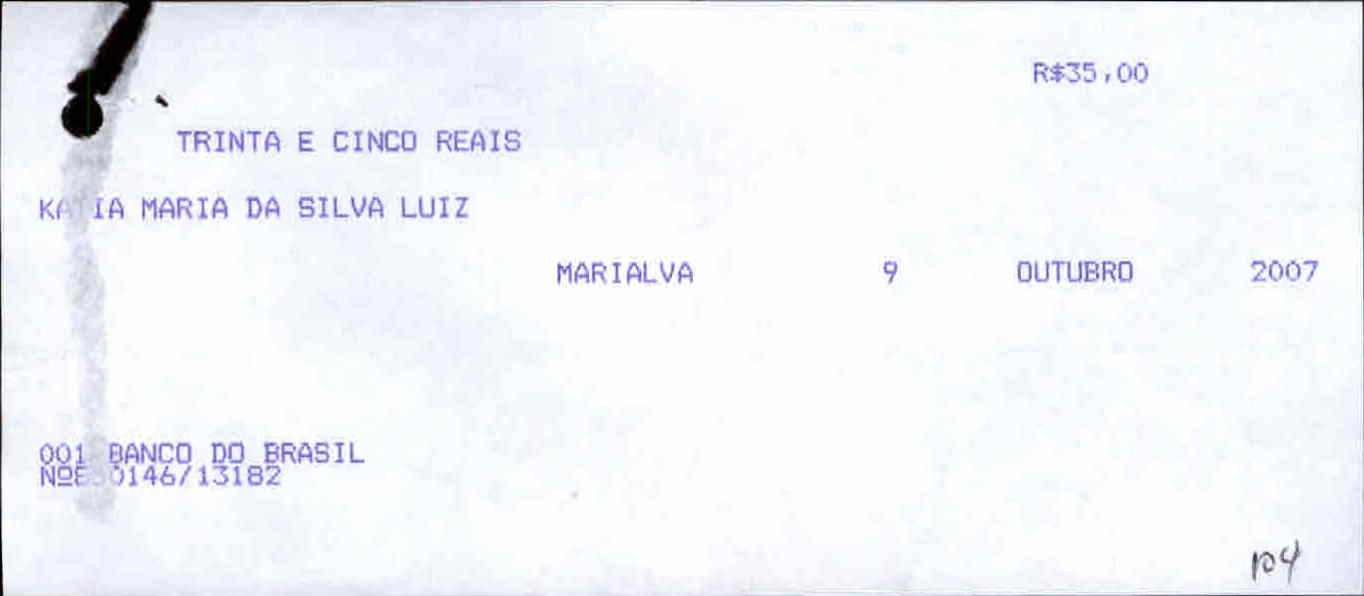 R$35,00
TRINTA E CINCO REAIS
MARIA DA SILVA LUIZ
MARIALVA 9 OUTUBRO 2007
001 BANCO DO BRASIL
0146/13182
104